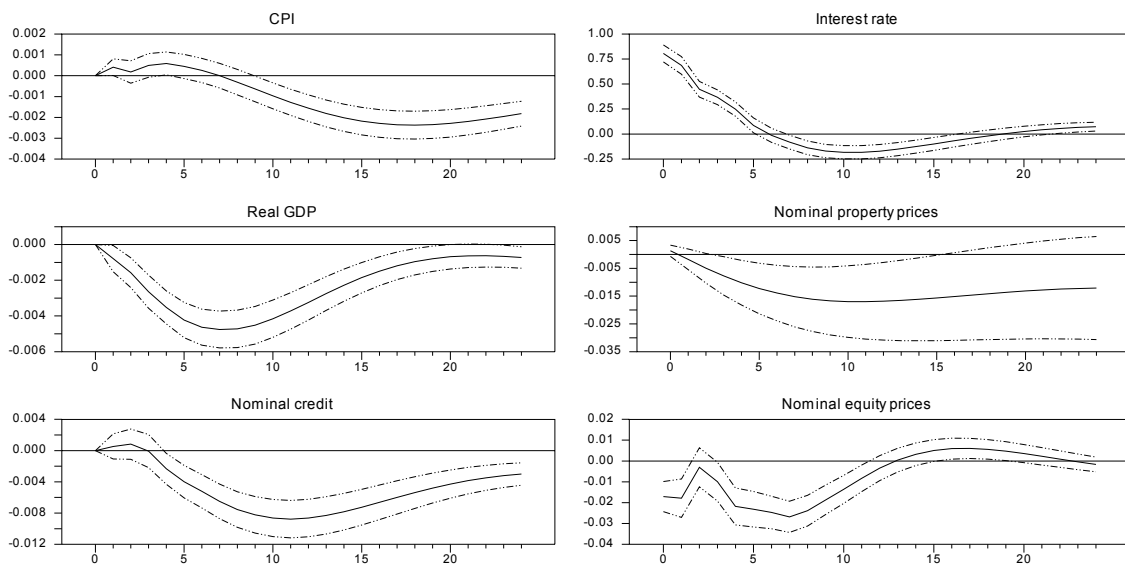 CPI
0.002
0.001
0.000
-0.001
-0.002
-0.003
-0.004
0 5 10 15 20
Interest rate
1.00
0.75
0.50
0.25
0.00
-0.25
0 5 10 15 20
Real GDP
0.000
-0.002
-0.004
-0.006
0 5 10 15 20
Nominal property prices
0.005
-0.005
-0.015
-0.025
-0.035
0 5 10 15 20
Nominal credit
0.004
0.000
-0.004
-0.008
-0.012
0 5 10 15 20
Nominal equity prices
0.02
0.01
0.00
-0.01
-0.02
-0.03
-0.04
0 5 10 15 20